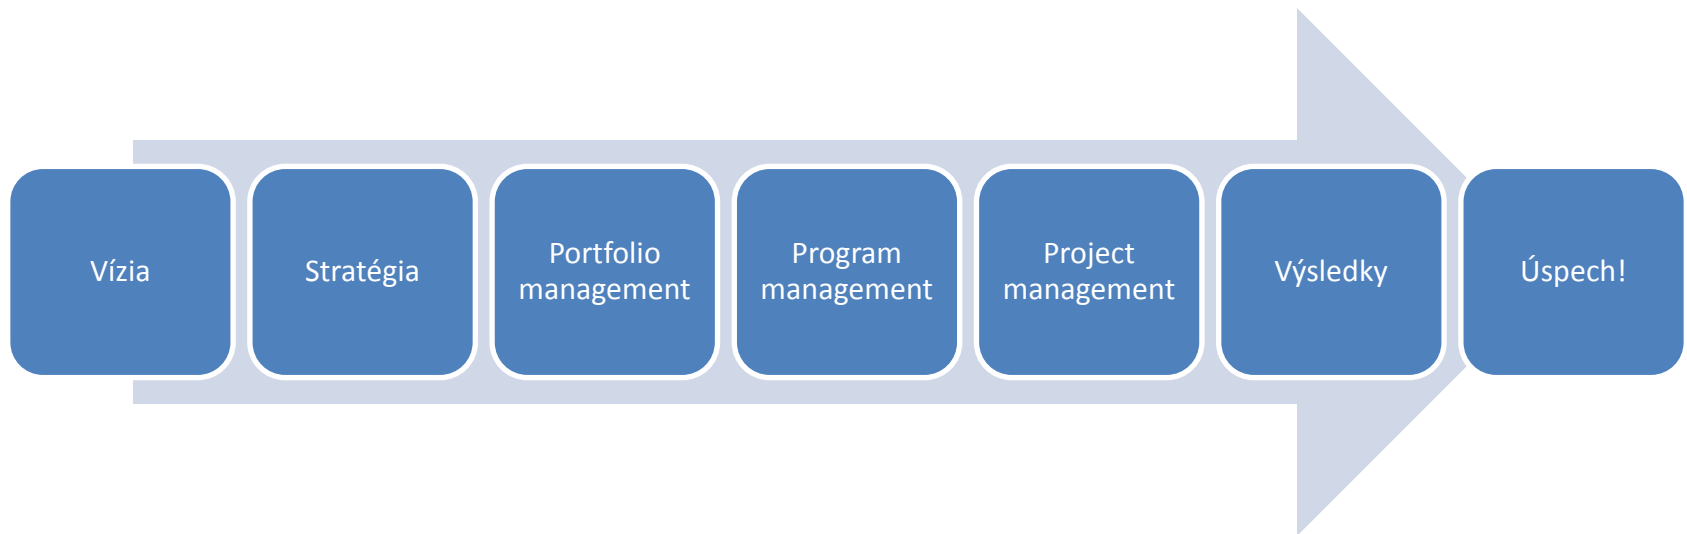 Vízia
Stratégia
Portfolio
management
Program
management
Project
management
Výsledky
Úspech!